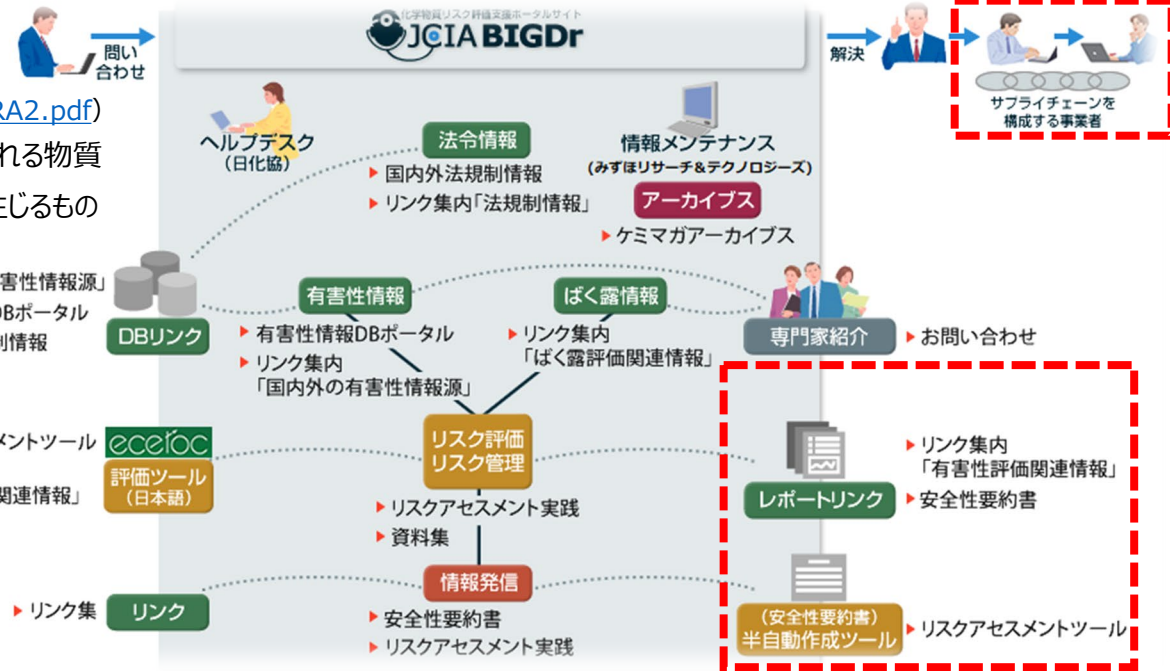 化学物質リスク評価支援ポータルサイト
JCIA BIGDr
問い
合わせ
解決
サプライチェーンを
構成する事業者
RA2.pdf)
れる物質
生じるもの
ヘルプデスク
(日化協)
法令情報
▶ 国内外法規制情報
▶ リンク集内「法規制情報」
情報メンテナンス
(みずほリサーチ&テクノロジーズ)
アーカイブス
▶ ケミマガアーカイブス
害性情報源」
DBポータル
制情報
DBリンク
有害性情報
▶ 有害性情報DBポータル
▶ リンク集内
「国内外の有害性情報源」
ばく露情報
▶ リンク集内
「ばく露評価関連情報」
専門家紹介
▶ お問い合わせ
メントツール
関連情報」
ecetoc
評価ツール
(日本語)
リスク評価
リスク管理
▶ リスクアセスメント実践
▶ 資料集
レポートリンク
▶ リンク集内
「有害性評価関連情報」
▶ 安全性要約書
▶ リンク集
リンク
情報発信
▶ 安全性要約書
▶ リスクアセスメント実践
(安全性要約書)
半自動作成ツール
▶ リスクアセスメントツール